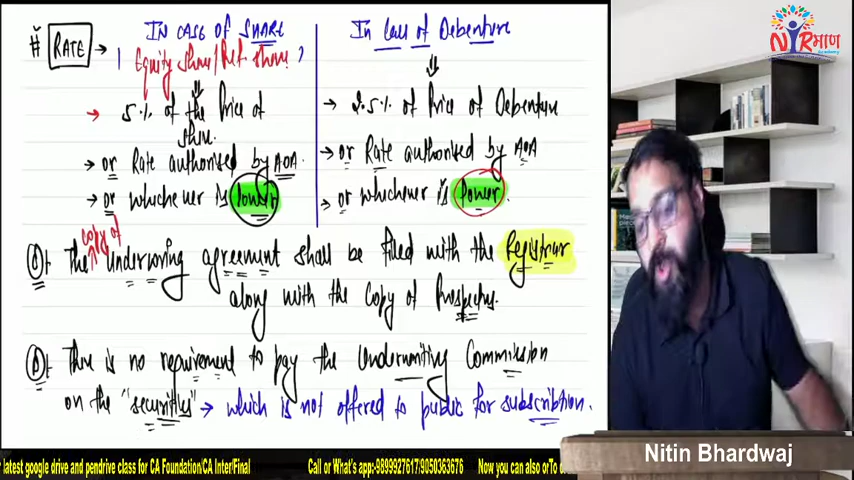 # RATE → IN CASE OF SHARE
( Equity share/Pref. share )
→ 5.% of the Price of share.
→ or Rate authorised by AOA
→ or whichever is lower
In Case of Debenture
→ 2.5.% of Price of Debenture
→ or Rate authorised by AOA
→ or whichever is lower.
The copy of underwriting agreement shall be filed with the Registrar
along with the copy of Prospectus.
There is no requirement to pay the Underwriting Commission
on the "securities" → which is not offered to public for subscription.
NIRमाण
Nitin Bhardwaj
latest google drive and pendrive class for CA Foundation/CA Inter/Final
Call or What's app:-9899927617/9050363676
Now you can also or To